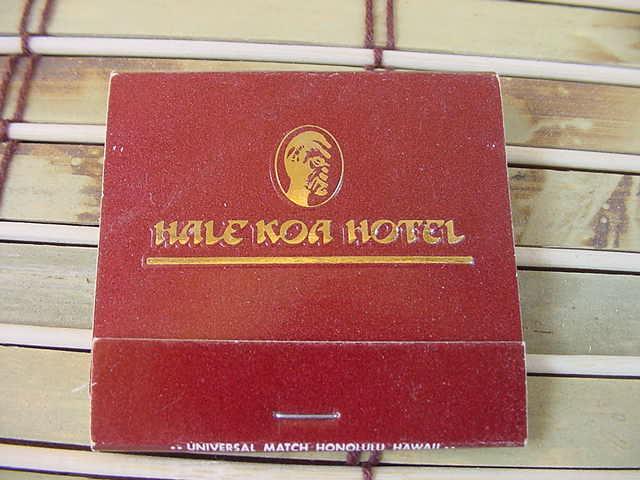 HALE KOA HOTEL
UNIVERSAL MATCH HONOLULU HAWAII